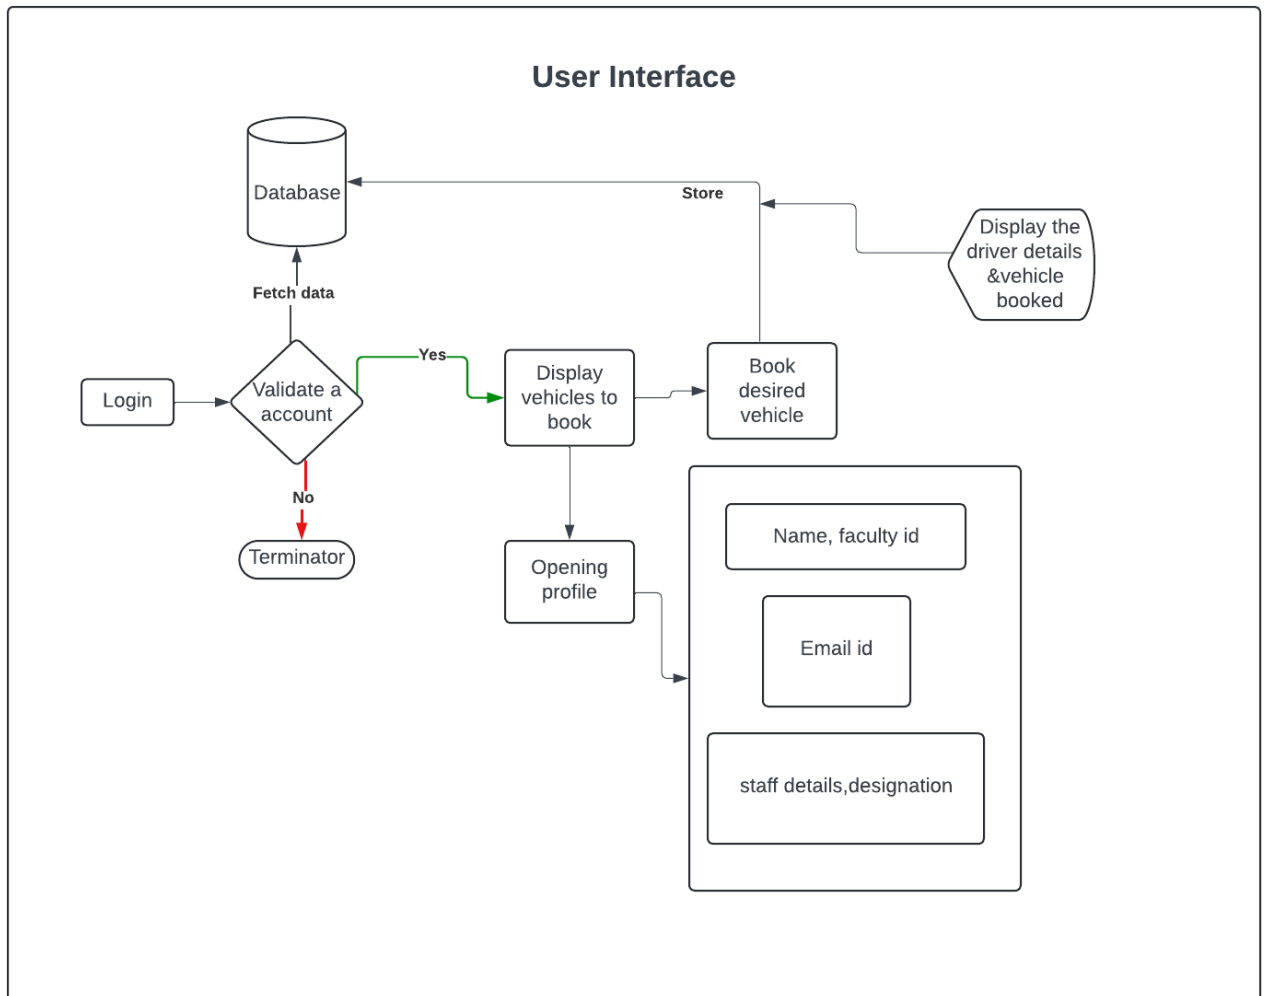 User Interface
Database
Store
Display the
driver details
&vehicle
booked
Fetch data
Yes
Login
Validate a
account
Display
vehicles to
book
Book
desired
vehicle
No
Terminator
Opening
profile
Name, faculty id
Email id
staff details,designation